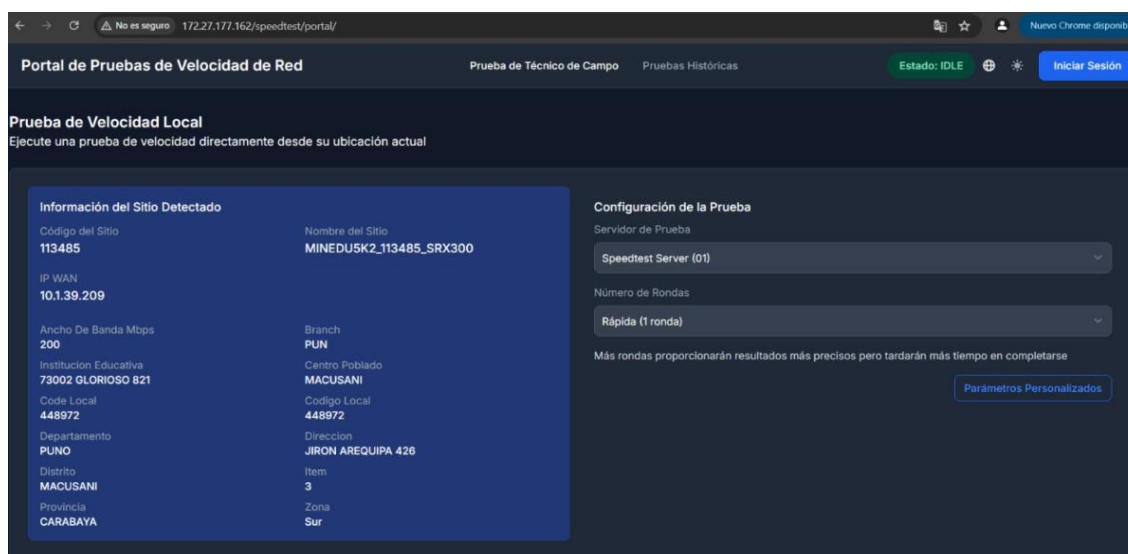 No es seguro 172.27.177.162/speedtest/portal/ Nuevo Chrome disponib
Portal de Pruebas de Velocidad de Red Prueba de Técnico de Campo Pruebas Históricas Estado: IDLE Iniciar Sesión
Prueba de Velocidad Local
Ejecute una prueba de velocidad directamente desde su ubicación actual
Información del Sitio Detectado
Código del Sitio Nombre del Sitio
113485 MINEDU5K2_113485_SRX300
IP WAN
10.1.39.209
Ancho De Banda Mbps Branch
200 PUN
Institucion Educativa Centro Poblado
73002 GLORIOSO 821 MACUSANI
Code Local Codigo Local
448972 448972
Departamento Direccion
PUNO JIRON AREQUIPA 426
Distrito Item
MACUSANI 3
Provincia Zona
CARABAYA Sur
Configuración de la Prueba
Servidor de Prueba
Speedtest Server (01)
Número de Rondas
Rápida (1 ronda)
Más rondas proporcionarán resultados más precisos pero tardarán más tiempo en completarse
Parámetros Personalizados